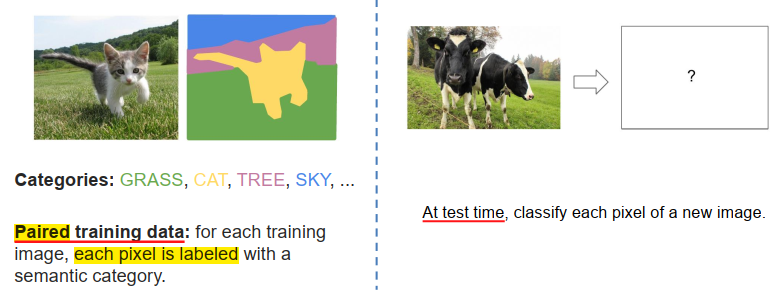 Categories: GRASS, CAT, TREE, SKY, ...
Paired training data: for each training
image, each pixel is labeled with a
semantic category.
?
At test time, classify each pixel of a new image.